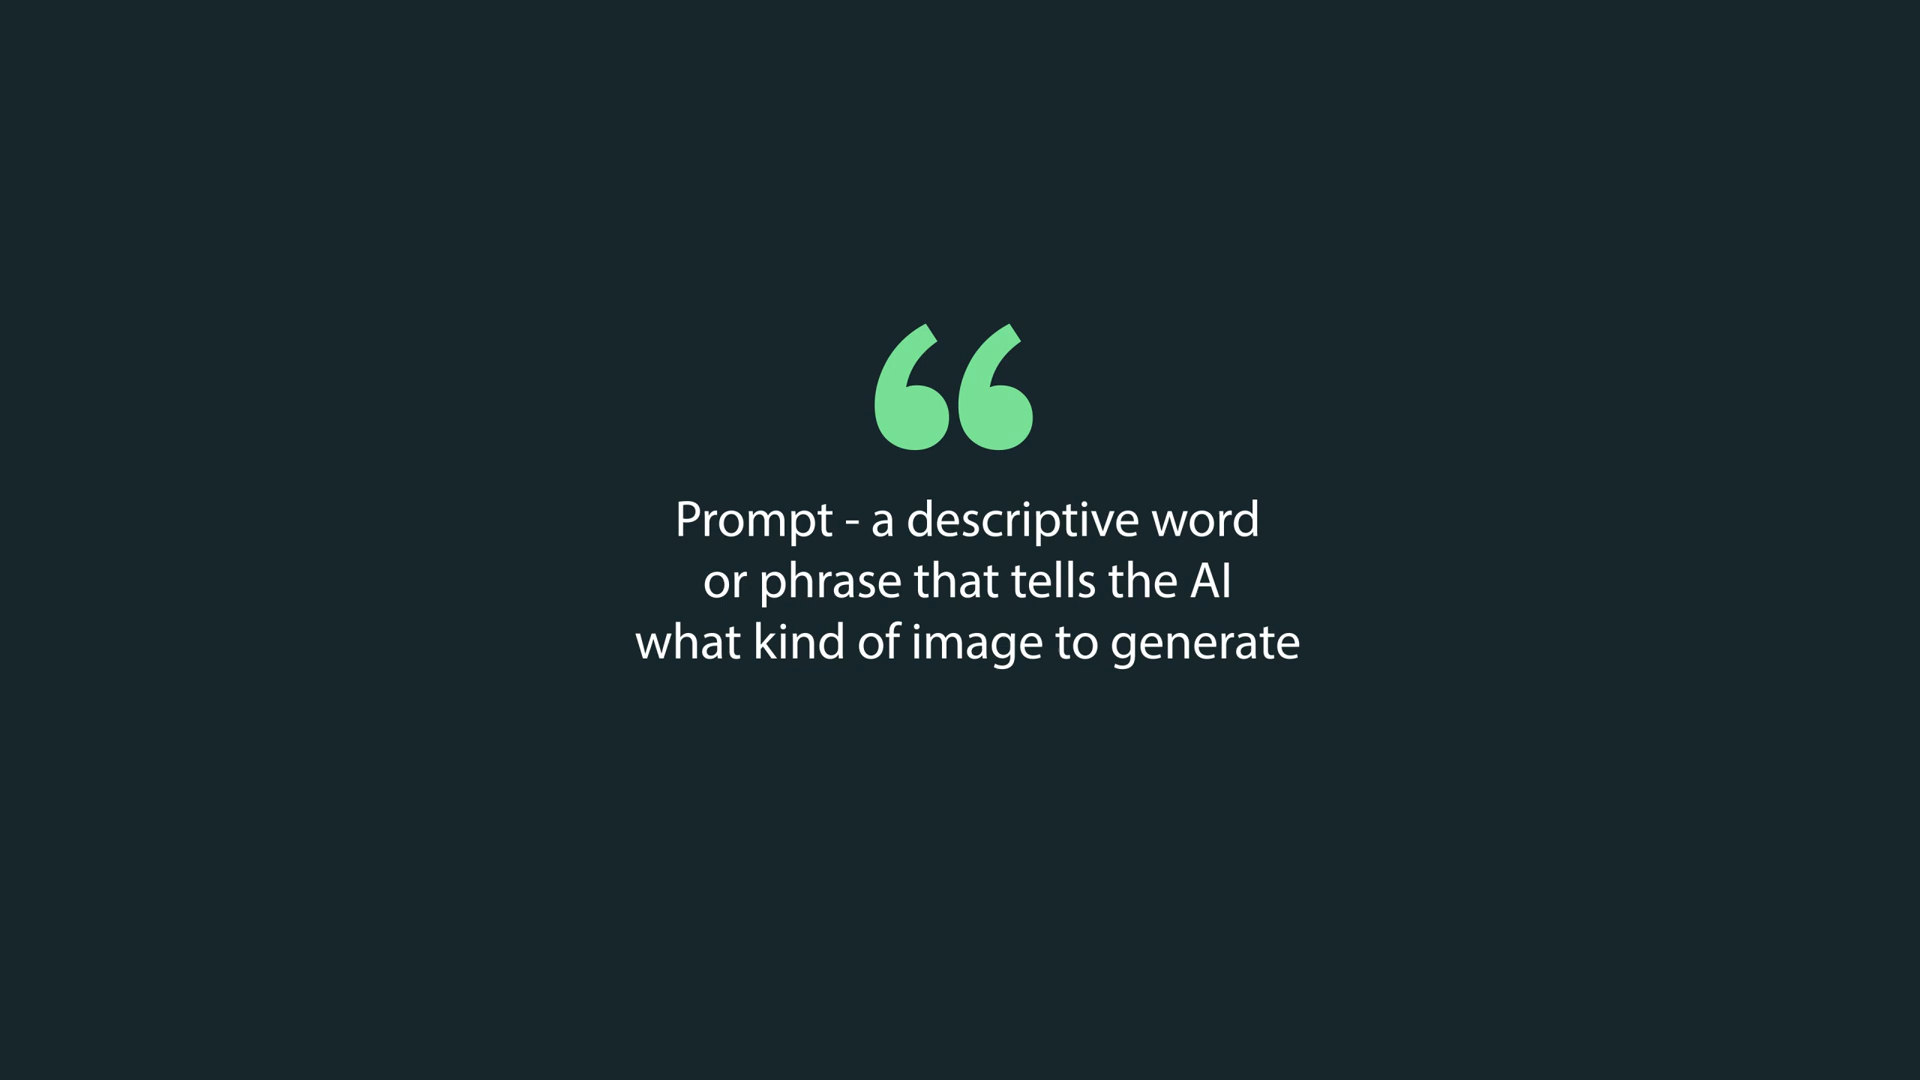 Prompt - a descriptive word
or phrase that tells the AI
what kind of image to generate